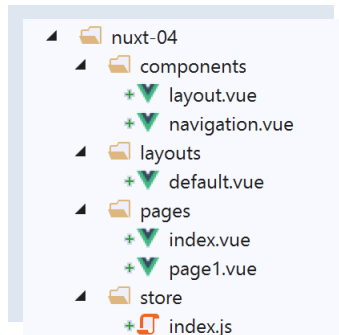 nuxt-04
components
layout.vue
navigation.vue
layouts
default.vue
pages
index.vue
page1.vue
store
index.js